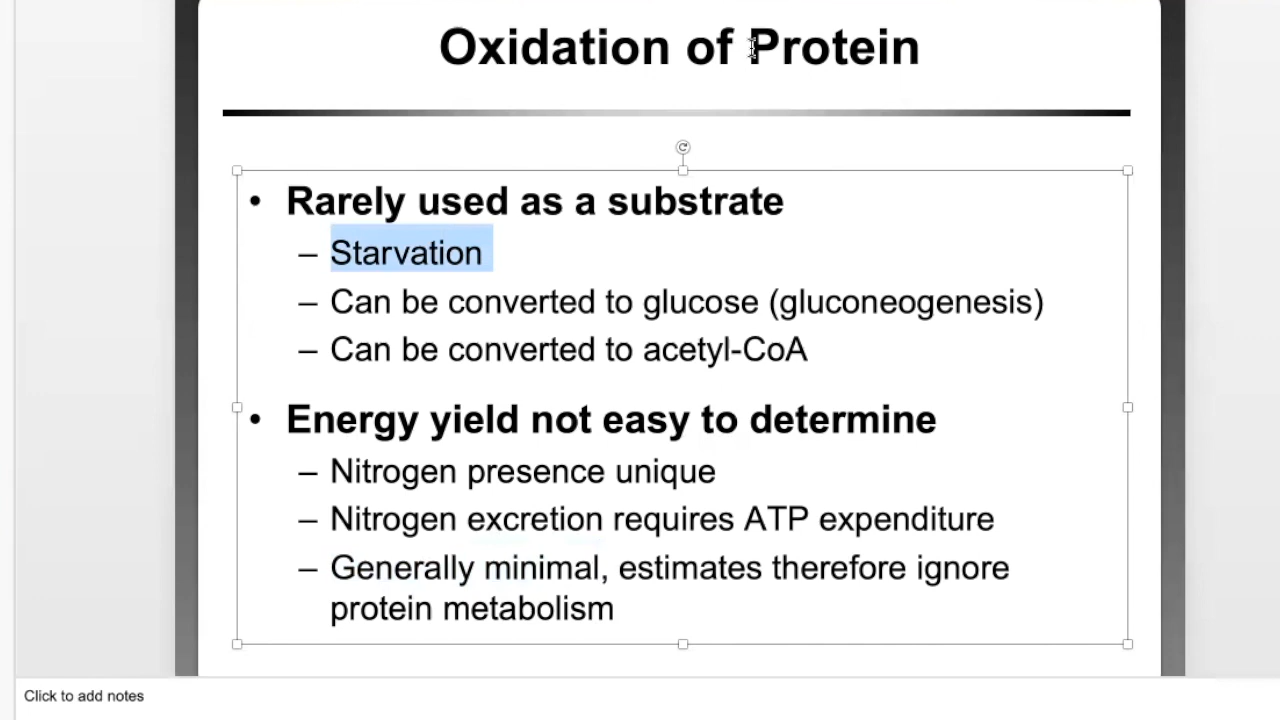 Oxidation of Protein
• Rarely used as a substrate
– Starvation
– Can be converted to glucose (gluconeogenesis)
– Can be converted to acetyl-CoA
• Energy yield not easy to determine
– Nitrogen presence unique
– Nitrogen excretion requires ATP expenditure
– Generally minimal, estimates therefore ignore
protein metabolism
Click to add notes